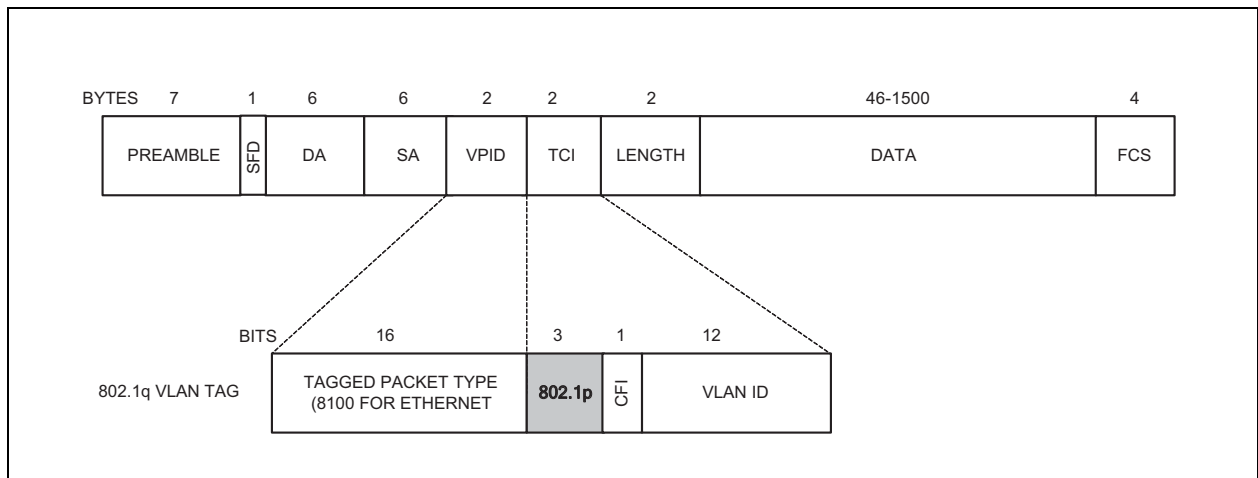 BYTES 7 1 6 6 2 2 2 46-1500 4
PREAMBLE SFD DA SA VPID TCI LENGTH DATA FCS
BITS 16 3 1 12
802.1q VLAN TAG
TAGGED PACKET TYPE
(8100 FOR ETHERNET
802.1p CFI VLAN ID